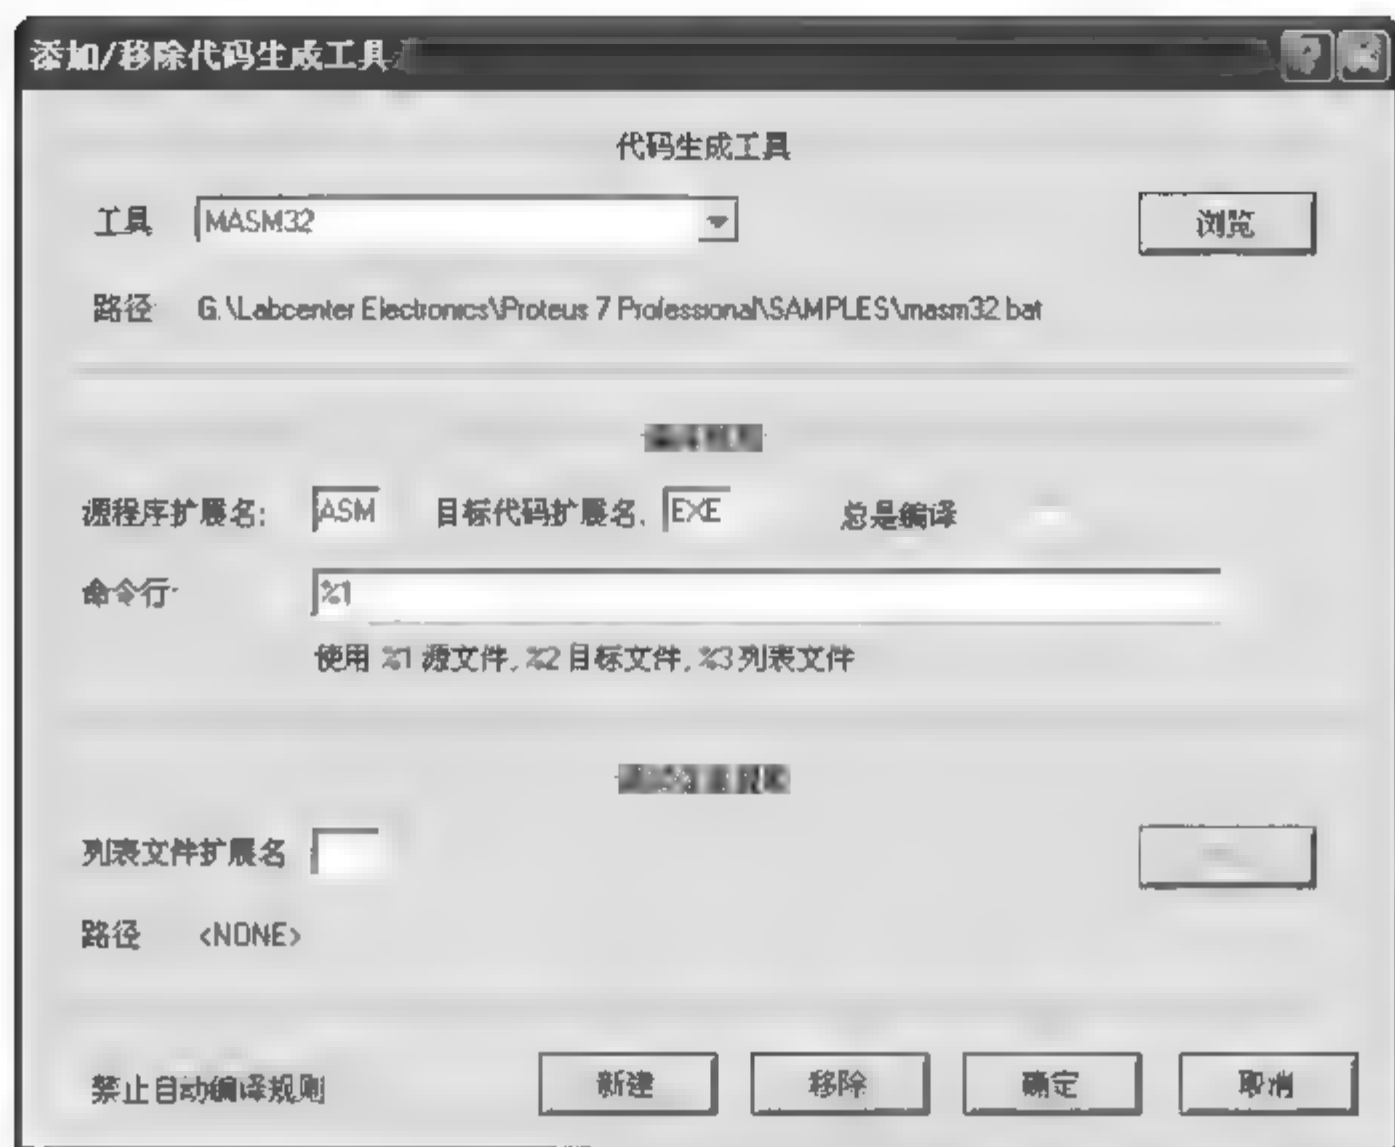 添加/移除代码生成工具
代码生成工具
工具 MASM32 浏览
路径 G:\Labcenter Electronics\Proteus 7 Professional\SAMPLES\masm32.bat
源程序扩展名: ASM 目标代码扩展名. EXE 总是编译
命令行: %1
使用 %1 源文件, %2 目标文件, %3 列表文件
列表文件扩展名
路径 <NONE>
禁止自动编译规则 新建 移除 确定 取消